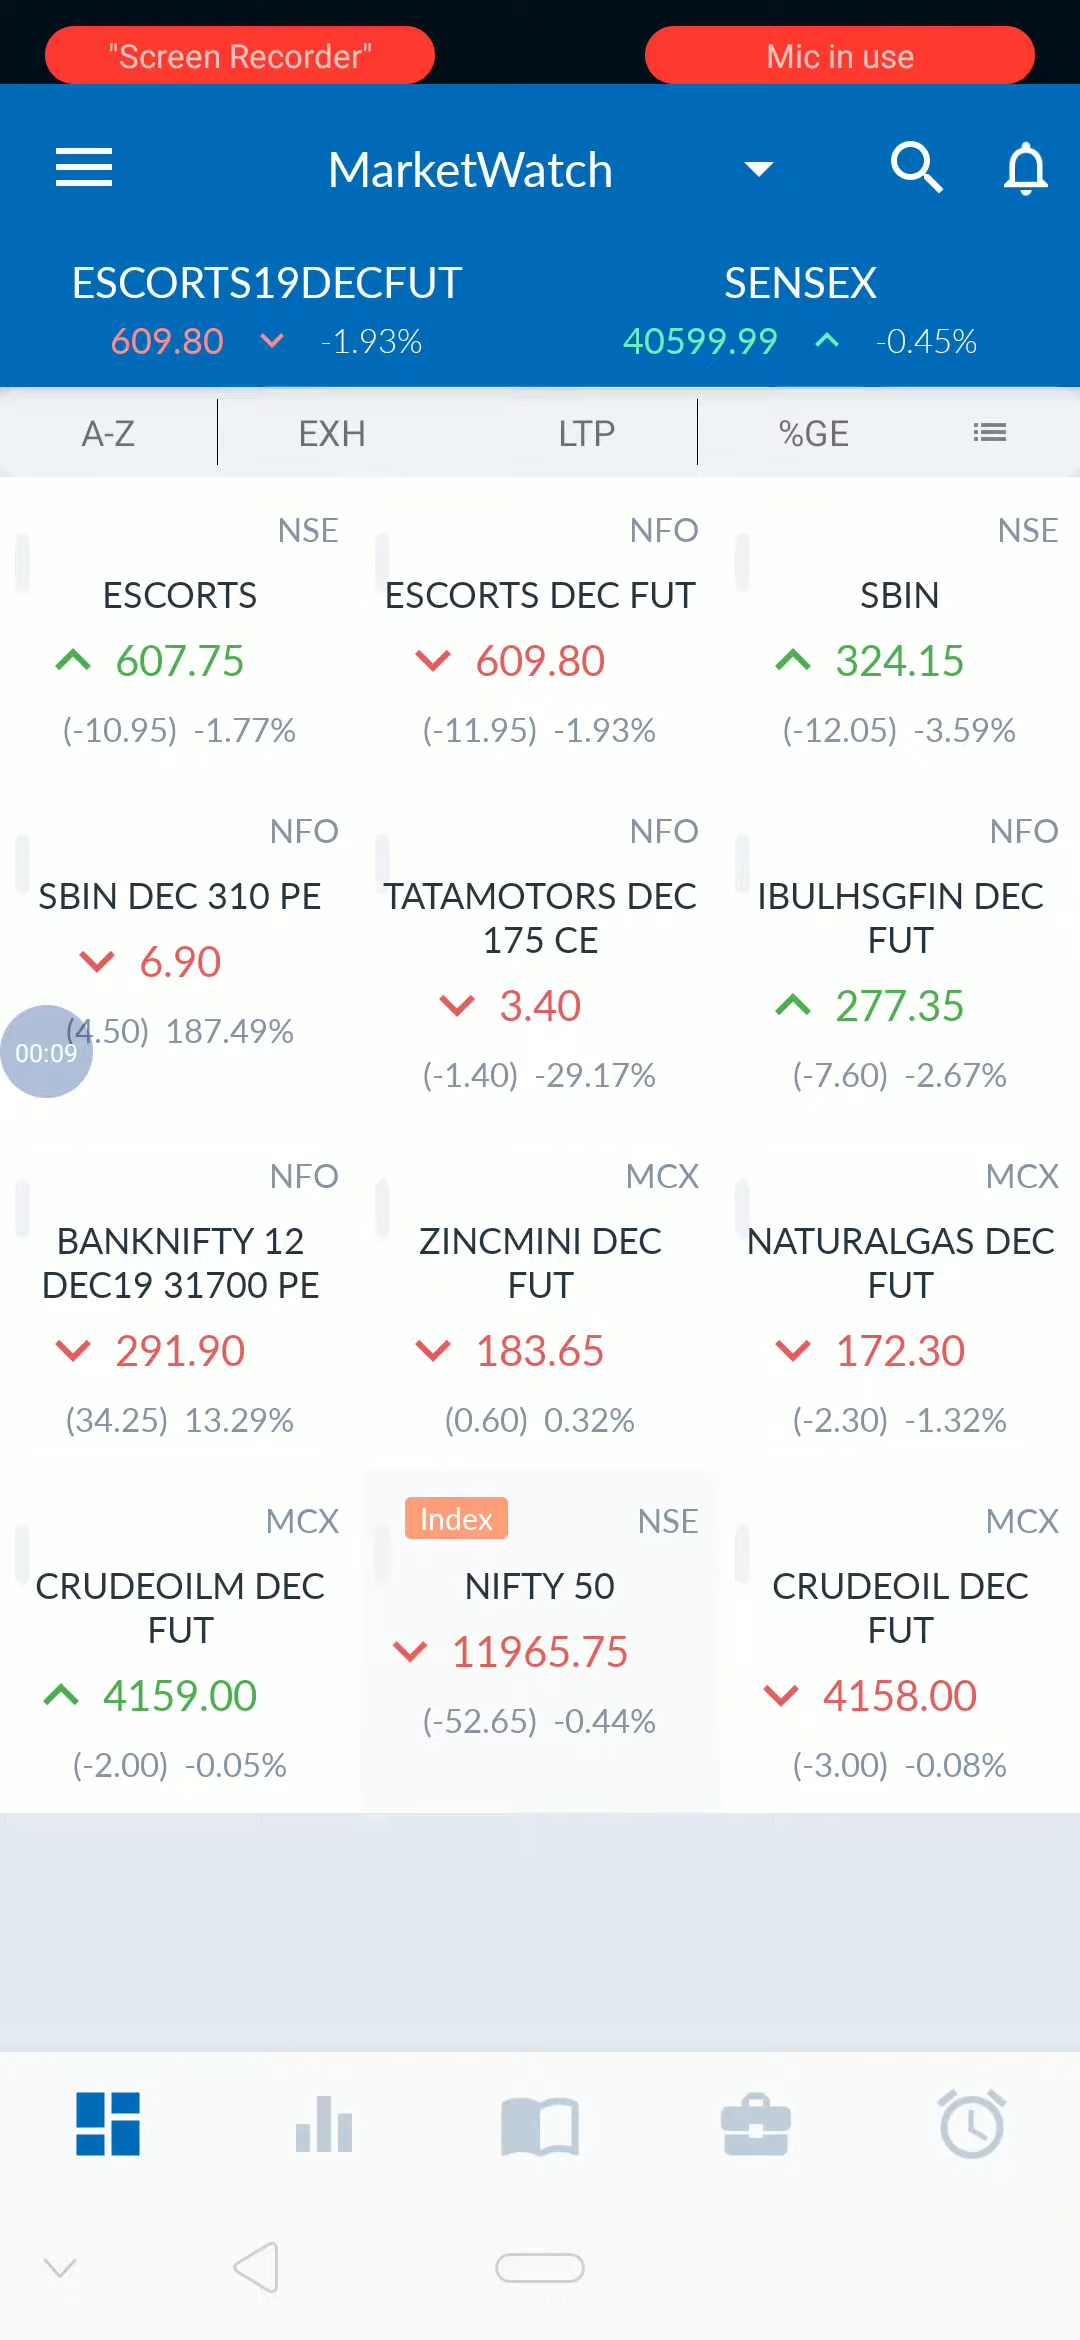 "Screen Recorder" Mic in use
MarketWatch
ESCORTS19DECFUT SENSEX
609.80 -1.93% 40599.99 -0.45%
A-Z EXH LTP %GE
NSE NFO NSE
ESCORTS ESCORTS DEC FUT SBIN
607.75 609.80 324.15
(-10.95) -1.77% (-11.95) -1.93% (-12.05) -3.59%
NFO NFO NFO
SBIN DEC 310 PE TATAMOTORS DEC IBULHSGFIN DEC
175 CE FUT
6.90 3.40 277.35
(4.50) 187.49% (-1.40) -29.17% (-7.60) -2.67%
00:09
NFO MCX MCX
BANKNIFTY 12 ZINCMINI DEC NATURALGAS DEC
DEC19 31700 PE FUT FUT
291.90 183.65 172.30
(34.25) 13.29% (0.60) 0.32% (-2.30) -1.32%
MCX Index NSE MCX
CRUDEOILM DEC NIFTY 50 CRUDEOIL DEC
FUT FUT
4159.00 11965.75 4158.00
(-2.00) -0.05% (-52.65) -0.44% (-3.00) -0.08%